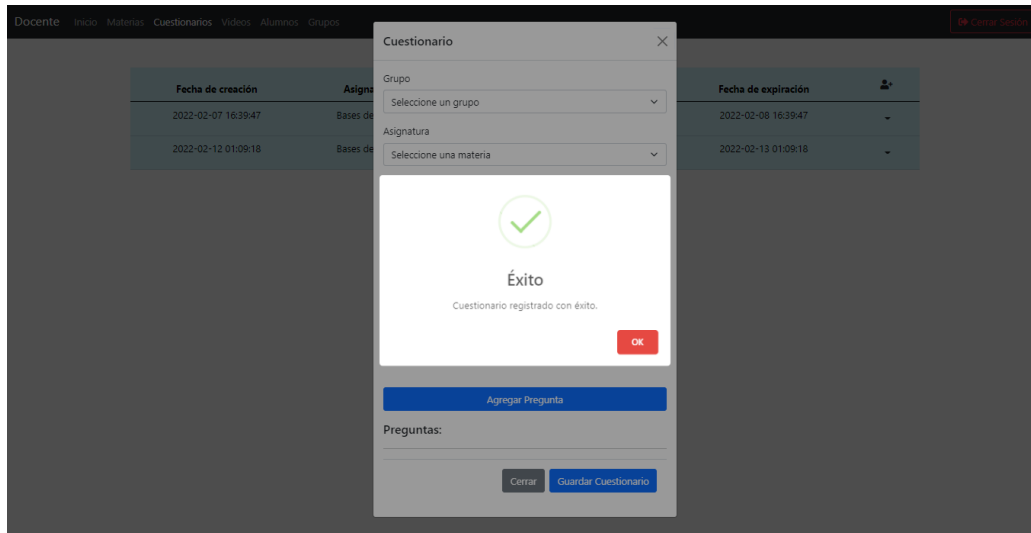 Docente Inicio Materias Cuestionarios Videos Alumnos Grupos Cerrar Sesión
Cuestionario
Grupo
Seleccione un grupo
Asignatura
Seleccione una materia
Fecha de creación Fecha de expiración
2022-02-07 16:39:47 Bases de 2022-02-08 16:39:47
2022-02-12 01:09:18 Bases de 2022-02-13 01:09:18
Éxito
Cuestionario registrado con éxito.
OK
Agregar Pregunta
Preguntas:
Cerrar Guardar Cuestionario